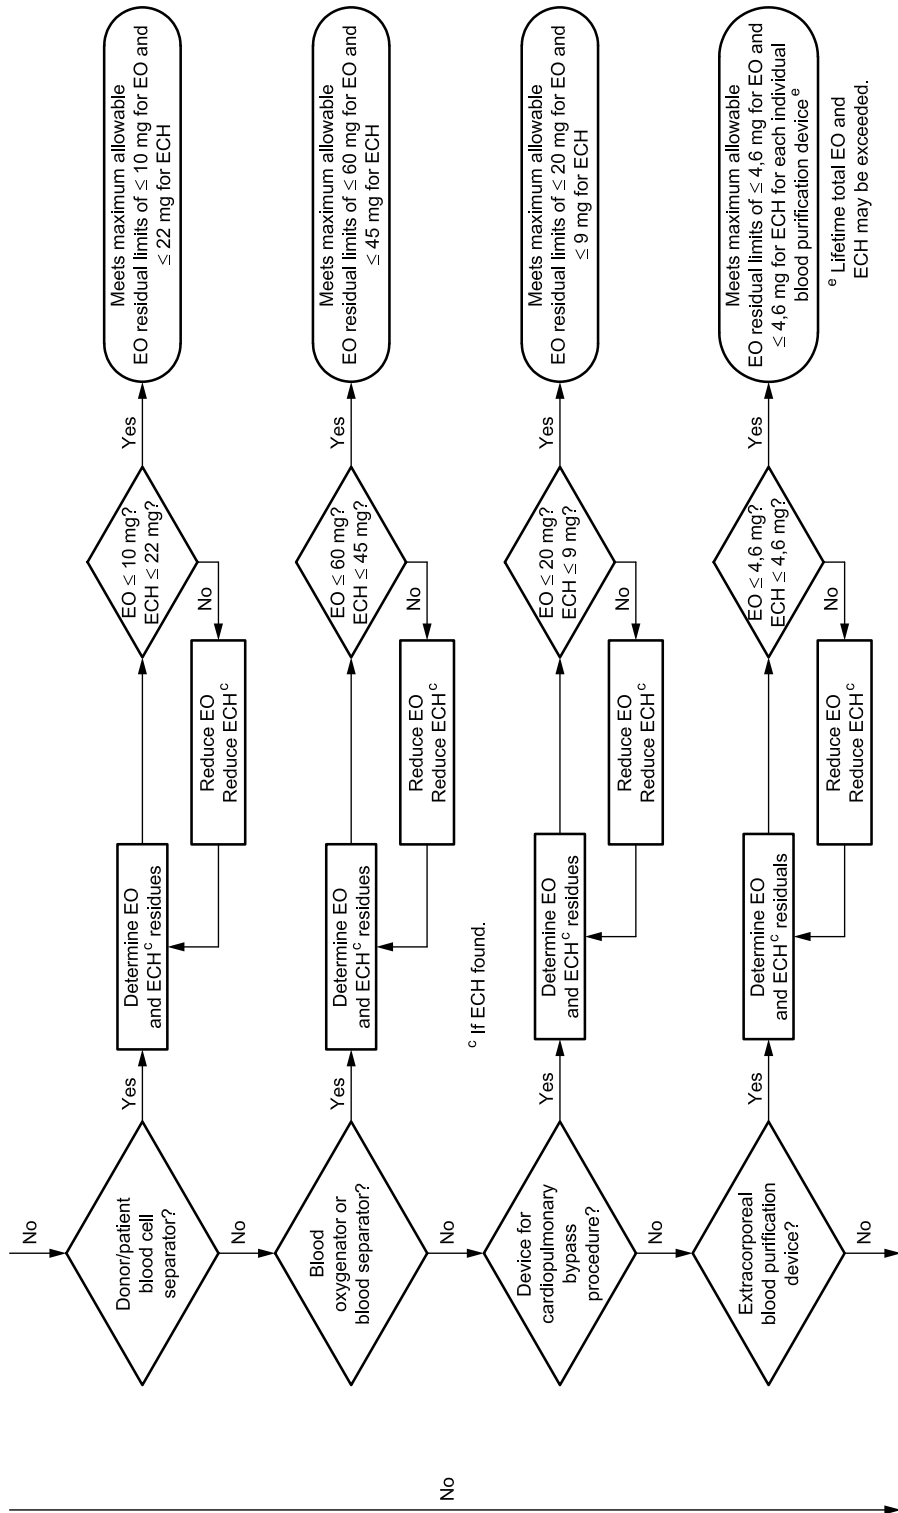 No
No
Donor/patient
blood cell
separator?
Yes
Determine EO
and ECH c residues
EO ≤ 10 mg?
ECH ≤ 22 mg?
No
Reduce EO
Reduce ECH c
Yes
Meets maximum allowable
EO residual limits of ≤ 10 mg for EO and
≤ 22 mg for ECH
No
Blood
oxygenator or
blood separator?
Yes
Determine EO
and ECH c residues
EO ≤ 60 mg?
ECH ≤ 45 mg?
No
Reduce EO
Reduce ECH c
Yes
Meets maximum allowable
EO residual limits of ≤ 60 mg for EO and
≤ 45 mg for ECH
c If ECH found.
No
Device for
cardiopulmonary
bypass
procedure?
Yes
Determine EO
and ECH c residues
EO ≤ 20 mg?
ECH ≤ 9 mg?
No
Reduce EO
Reduce ECH c
Yes
Meets maximum allowable
EO residual limits of ≤ 20 mg for EO and
≤ 9 mg for ECH
No
Extracorporeal
blood purification
device?
Yes
Determine EO
and ECH c residuals
EO ≤ 4,6 mg?
ECH ≤ 4,6 mg?
No
Reduce EO
Reduce ECH c
Yes
Meets maximum allowable
EO residual limits of ≤ 4,6 mg for EO and
≤ 4,6 mg for ECH for each individual
blood purification device e
e Lifetime total EO and
ECH may be exceeded.
No